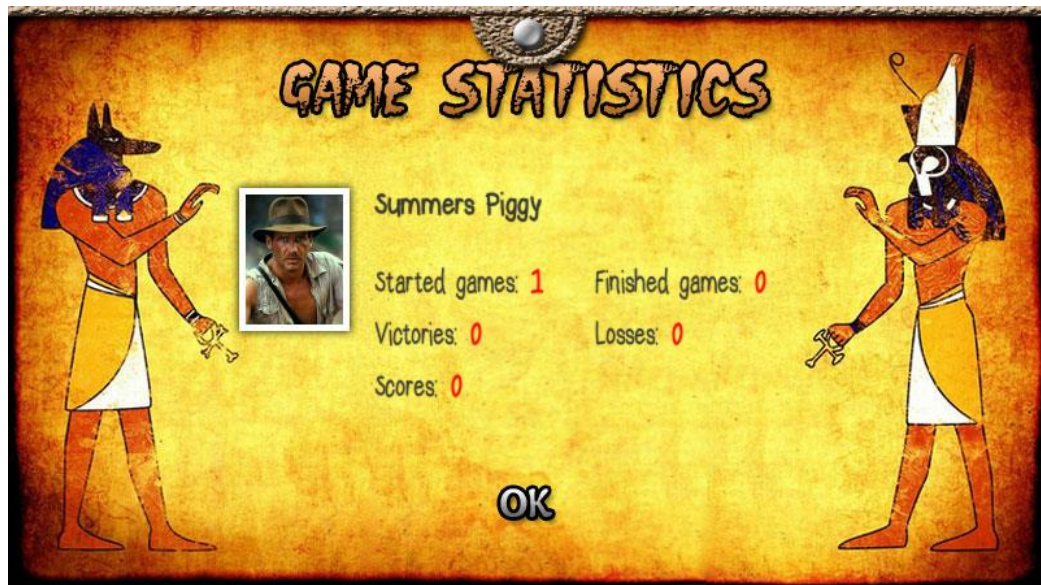 GAME STATISTICS
Summers Piggy
Started games: 1 Finished games: 0
Victories: 0 Losses: 0
Scores: 0
OK